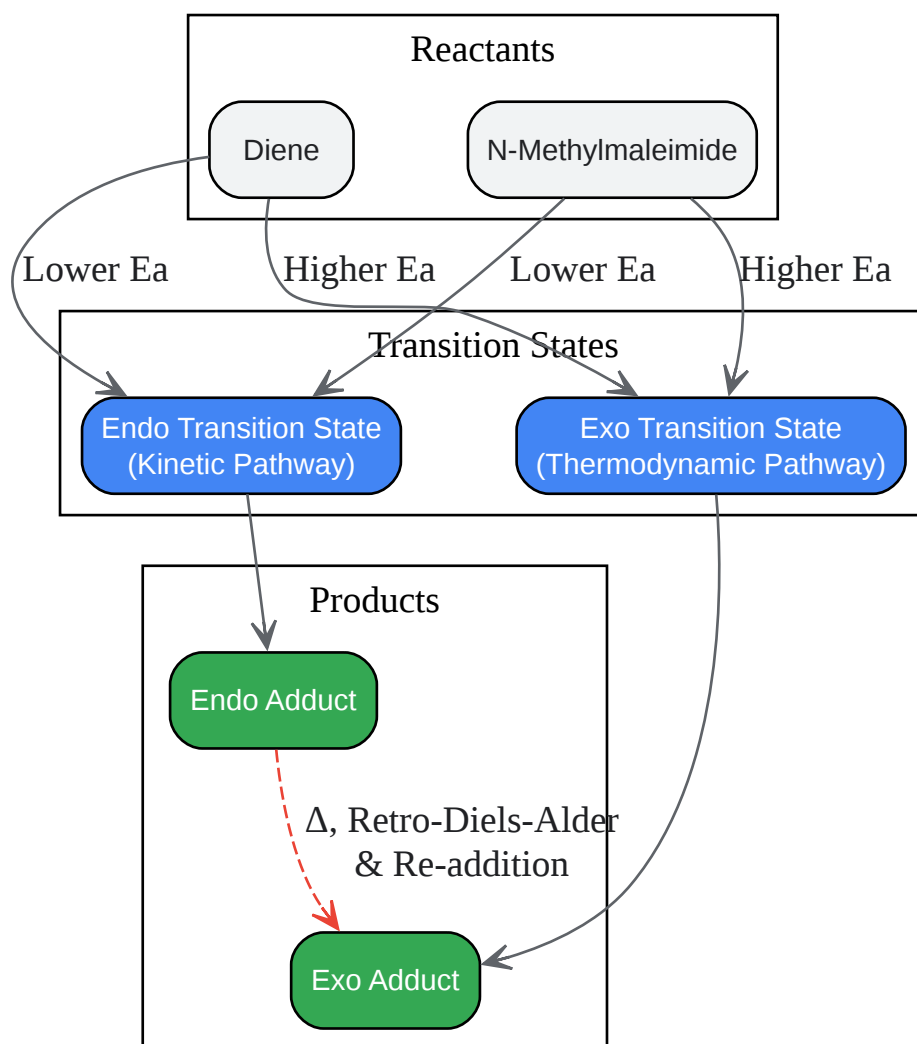 Reactants
Diene
N-Methylmaleimide
Lower Ea
Higher Ea
Lower Ea
Higher Ea
Transition States
Endo Transition State
(Kinetic Pathway)
Exo Transition State
(Thermodynamic Pathway)
Products
Endo Adduct
Δ, Retro-Diels-Alder
& Re-addition
Exo Adduct